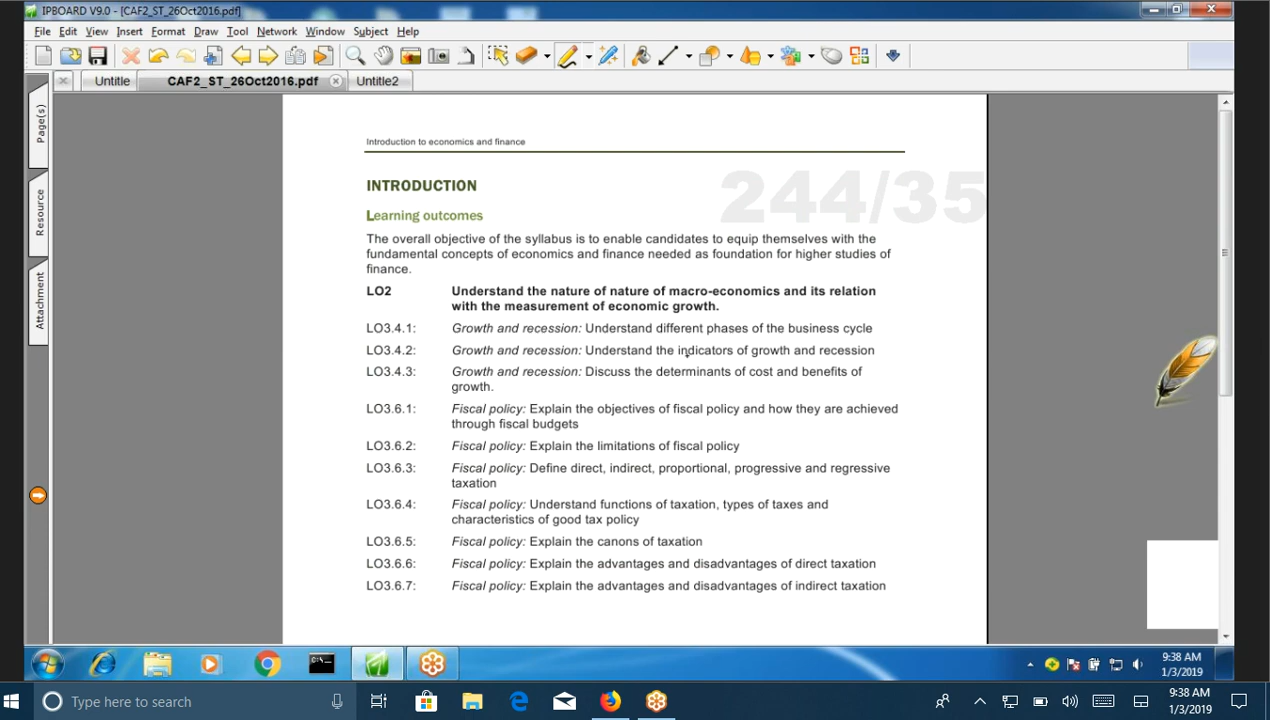 IPBOARD V9.0 - [CAF2_ST_26Oct2016.pdf]
File Edit View Insert Format Draw Tool Network Window Subject Help
Untitle CAF2_ST_26Oct2016.pdf Untitle2
Page(s)
Resource
Attachment
Introduction to economics and finance
244/35
INTRODUCTION
Learning outcomes
The overall objective of the syllabus is to enable candidates to equip themselves with the
fundamental concepts of economics and finance needed as foundation for higher studies of
finance.
LO2 Understand the nature of nature of macro-economics and its relation
with the measurement of economic growth.
LO3.4.1: Growth and recession: Understand different phases of the business cycle
LO3.4.2: Growth and recession: Understand the indicators of growth and recession
LO3.4.3: Growth and recession: Discuss the determinants of cost and benefits of
growth.
LO3.6.1: Fiscal policy: Explain the objectives of fiscal policy and how they are achieved
through fiscal budgets
LO3.6.2: Fiscal policy: Explain the limitations of fiscal policy
LO3.6.3: Fiscal policy: Define direct, indirect, proportional, progressive and regressive
taxation
LO3.6.4: Fiscal policy: Understand functions of taxation, types of taxes and
characteristics of good tax policy
LO3.6.5: Fiscal policy: Explain the canons of taxation
LO3.6.6: Fiscal policy: Explain the advantages and disadvantages of direct taxation
LO3.6.7: Fiscal policy: Explain the advantages and disadvantages of indirect taxation
9:38 AM
1/3/2019
Type here to search
9:38 AM
1/3/2019